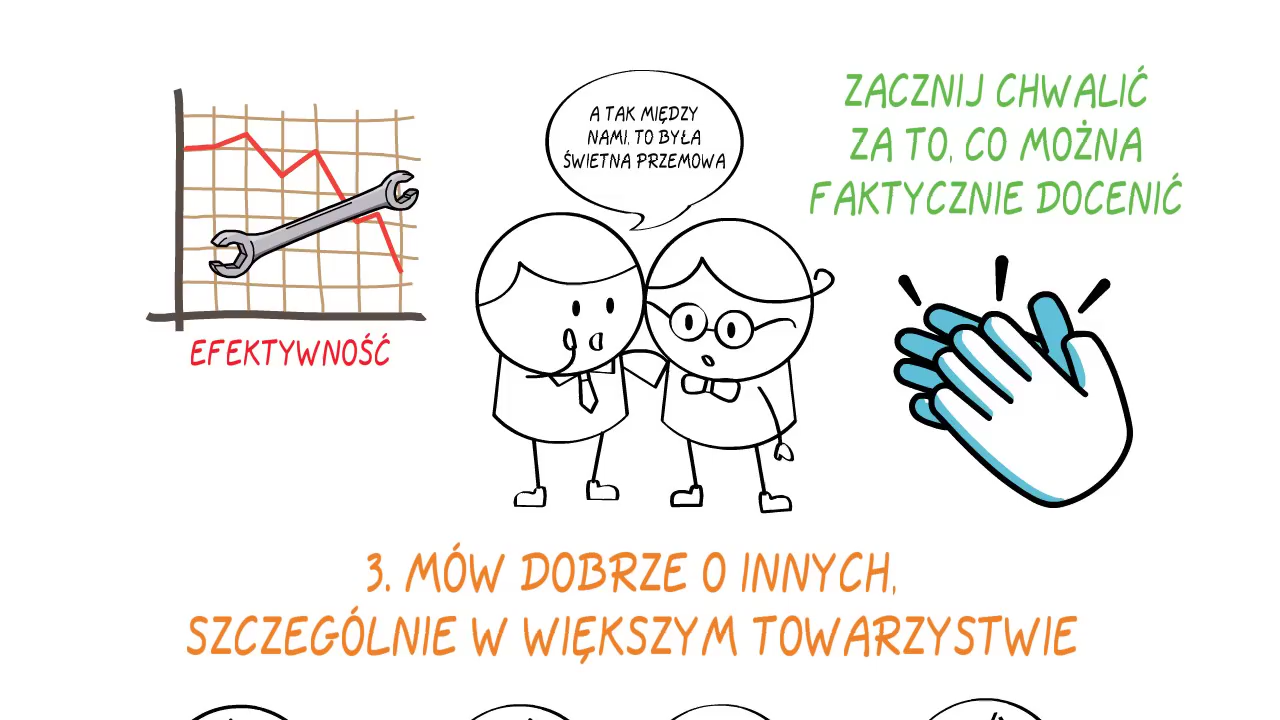 A TAK MIĘDZY
NAMI, TO BYŁA
ŚWIETNA PRZEMOWA
ZACZNIJ CHWALIĆ
ZA TO, CO MOŻNA
FAKTYCZNIE DOCENIĆ
EFEKTYWNOŚĆ
3. MÓW DOBRZE O INNYCH,
SZCZEGÓLNIE W WIĘKSZYM TOWARZYSTWIE